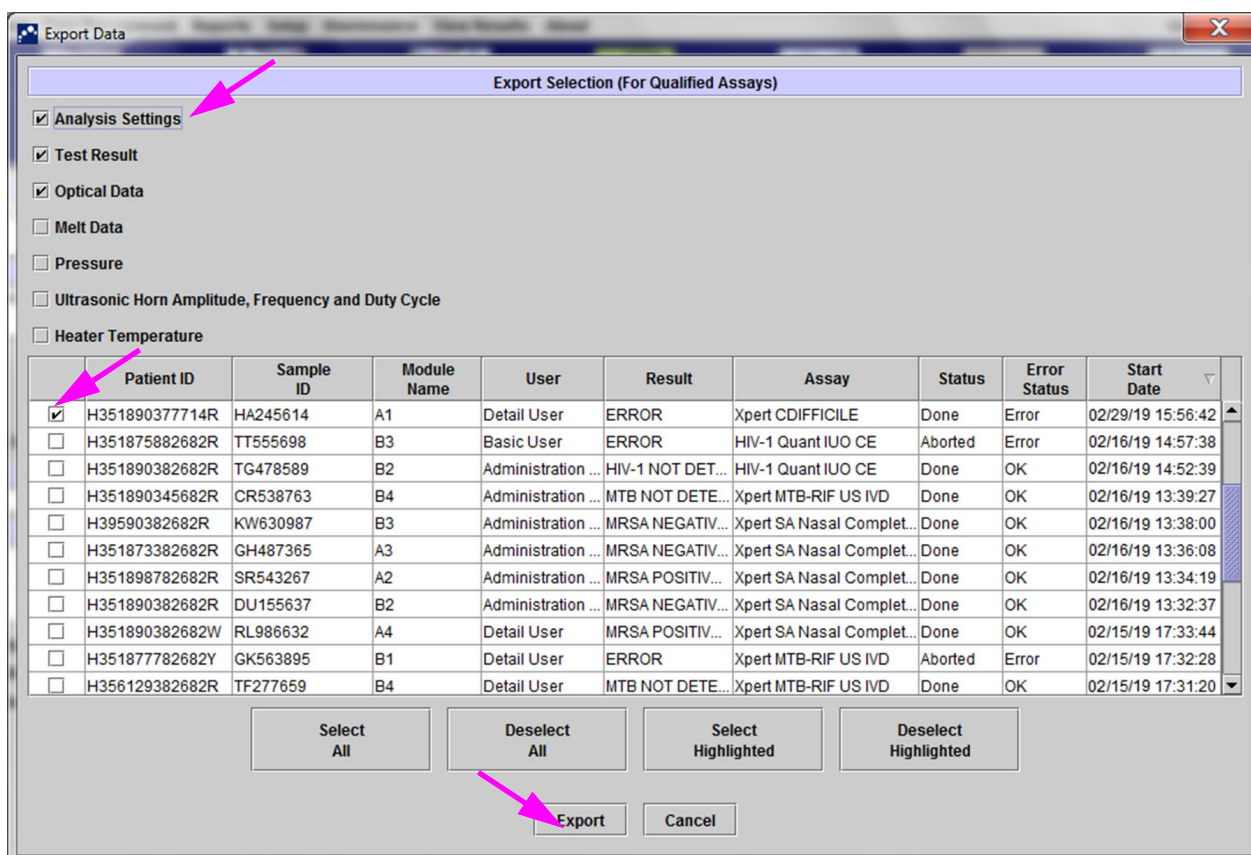 Export Data
Export Selection (For Qualified Assays)
Analysis Settings
Test Result
Optical Data
Melt Data
Pressure
Ultrasonic Horn Amplitude, Frequency and Duty Cycle
Heater Temperature
Patient ID Sample ID Module Name User Result Assay Status Error Status Start Date
H351890377714R HA245614 A1 Detail User ERROR Xpert CDIFFICILE Done Error 02/29/19 15:56:42
H351875882682R TT555698 B3 Basic User ERROR HIV-1 Quant IUO CE Aborted Error 02/16/19 14:57:38
H351890382682R TG478589 B2 Administration ... HIV-1 NOT DET... HIV-1 Quant IUO CE Done OK 02/16/19 14:52:39
H351890345682R CR538763 B4 Administration ... MTB NOT DETE... Xpert MTB-RIF US IVD Done OK 02/16/19 13:39:27
H39590382682R KW630987 B3 Administration ... MRSA NEGATIV... Xpert SA Nasal Complet... Done OK 02/16/19 13:38:00
H351873382682R GH487365 A3 Administration ... MRSA NEGATIV... Xpert SA Nasal Complet... Done OK 02/16/19 13:36:08
H351898782682R SR543267 A2 Administration ... MRSA POSITIV... Xpert SA Nasal Complet... Done OK 02/16/19 13:34:19
H351890382682R DU155637 B2 Administration ... MRSA NEGATIV... Xpert SA Nasal Complet... Done OK 02/16/19 13:32:37
H351890382682W RL986632 A4 Detail User MRSA POSITIV... Xpert SA Nasal Complet... Done OK 02/15/19 17:33:44
H351877782682Y GK563895 B1 Detail User ERROR Xpert MTB-RIF US IVD Aborted Error 02/15/19 17:32:28
H356129382682R TF277659 B4 Detail User MTB NOT DETE... Xpert MTB-RIF US IVD Done OK 02/15/19 17:31:20
Select All Deselect All Select Highlighted Deselect Highlighted
Export Cancel